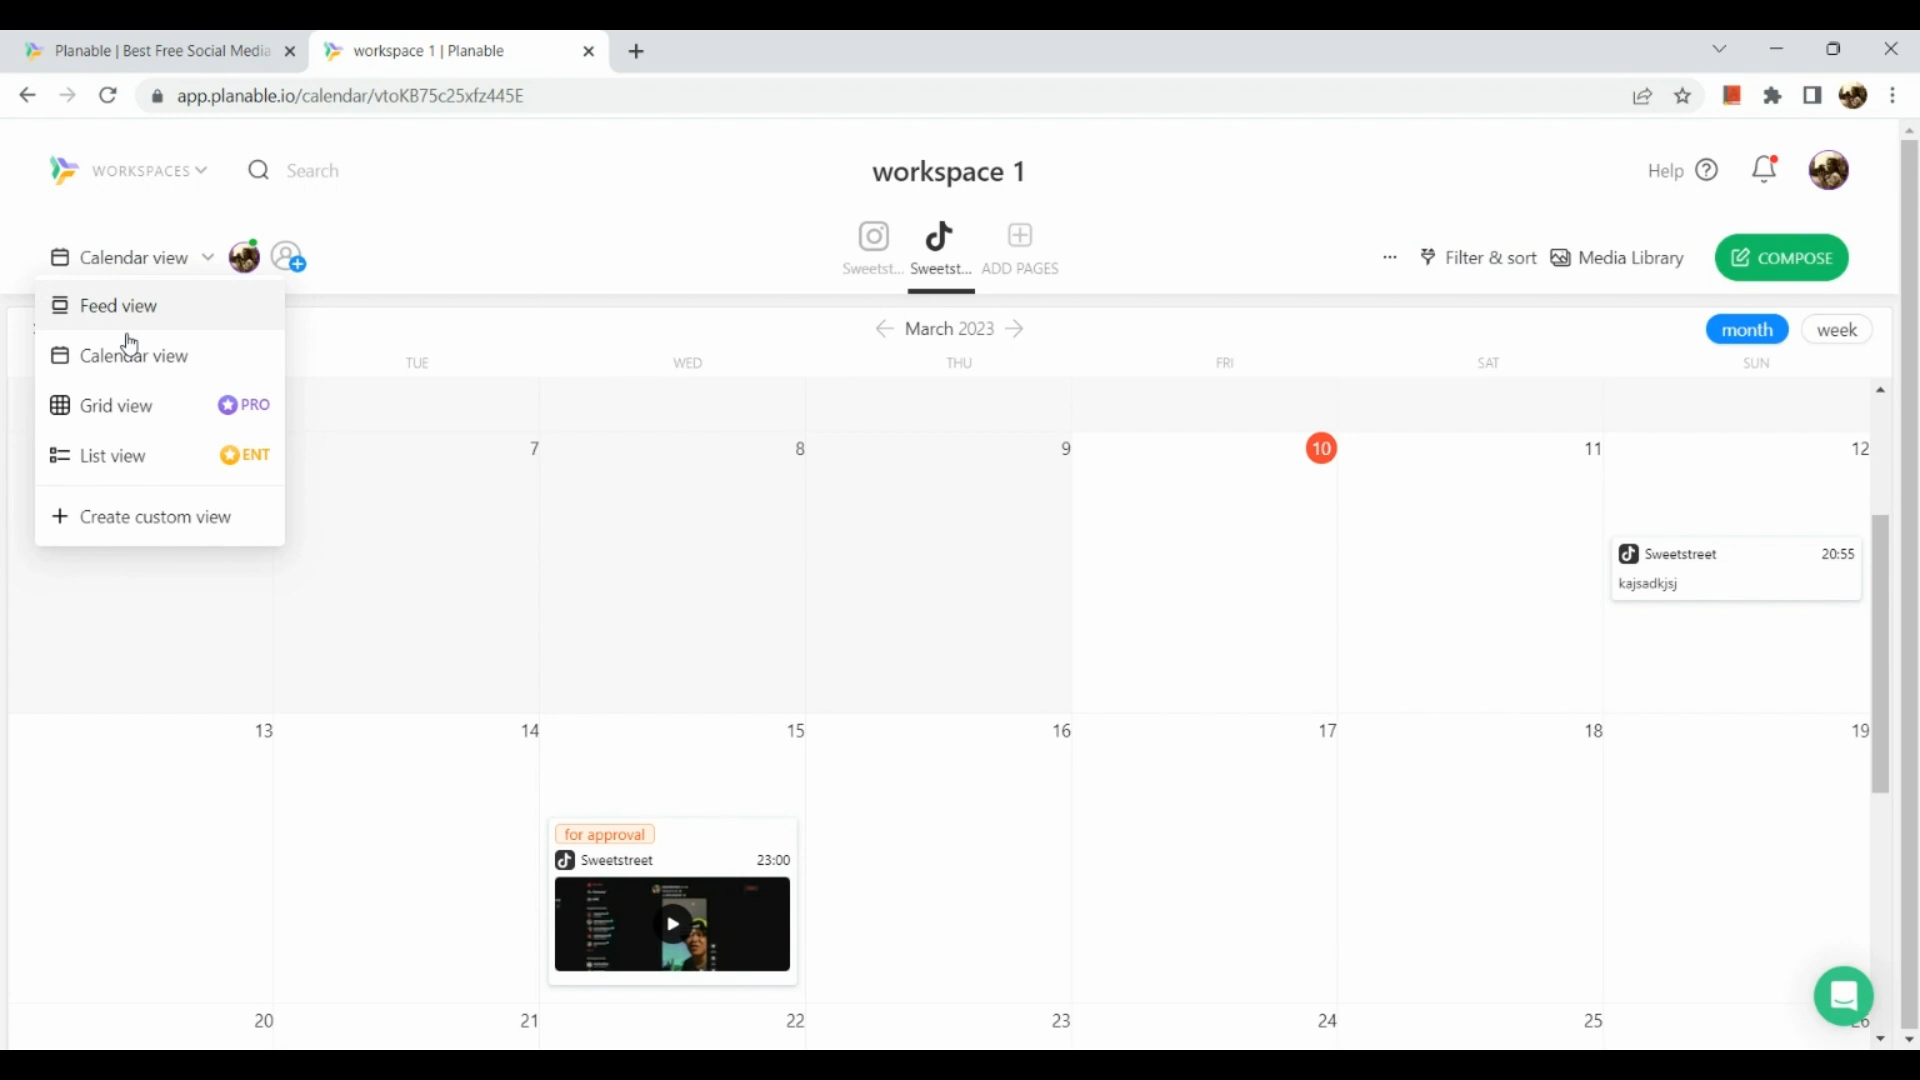 Planable | Best Free Social Media
workspace 1 | Planable
app.planable.io/calendar/vtoKB75c25xfz445E
WORKSPACES
Search
workspace 1
Help
Calendar view
Sweetst...
Sweetst...
ADD PAGES
Filter & sort
Media Library
COMPOSE
Feed view
Calendar view
Grid view
PRO
List view
ENT
Create custom view
March 2023
month
week
TUE
WED
THU
FRI
SAT
SUN
7
8
9
10
11
12
Sweetstreet
20:55
kajsadkjsj
13
14
15
16
17
18
19
for approval
Sweetstreet
23:00
20
21
22
23
24
25
26